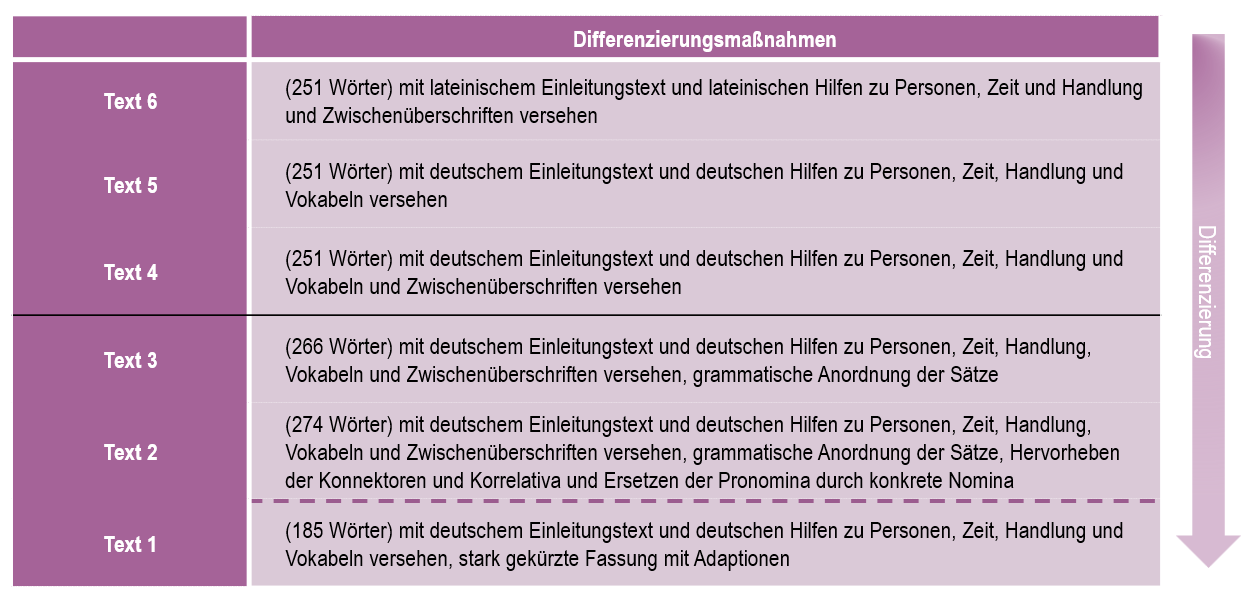 Differenzierungsmaßnahmen
Text 6
(251 Wörter) mit lateinischem Einleitungstext und lateinischen Hilfen zu Personen, Zeit und Handlung
und Zwischenüberschriften versehen
Text 5
(251 Wörter) mit deutschem Einleitungstext und deutschen Hilfen zu Personen, Zeit, Handlung und
Vokabeln versehen
Text 4
(251 Wörter) mit deutschem Einleitungstext und deutschen Hilfen zu Personen, Zeit, Handlung und
Vokabeln und Zwischenüberschriften versehen
Text 3
(266 Wörter) mit deutschem Einleitungstext und deutschen Hilfen zu Personen, Zeit, Handlung,
Vokabeln und Zwischenüberschriften versehen, grammatische Anordnung der Sätze
Text 2
(274 Wörter) mit deutschem Einleitungstext und deutschen Hilfen zu Personen, Zeit, Handlung,
Vokabeln und Zwischenüberschriften versehen, grammatische Anordnung der Sätze, Hervorheben
der Konnektoren und Korrelativa und Ersetzen der Pronomina durch konkrete Nomina
Text 1
(185 Wörter) mit deutschem Einleitungstext und deutschen Hilfen zu Personen, Zeit, Handlung und
Vokabeln versehen, stark gekürzte Fassung mit Adaptionen
Differenzierung